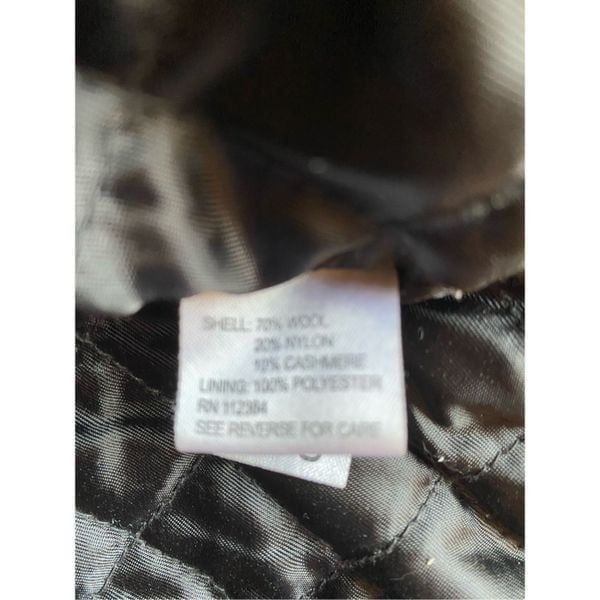 SHELL: 70% WOOL
20% NYLON
10% CASHMERE
LINING: 100% POLYESTER
RN 112384
SEE REVERSE FOR CARE